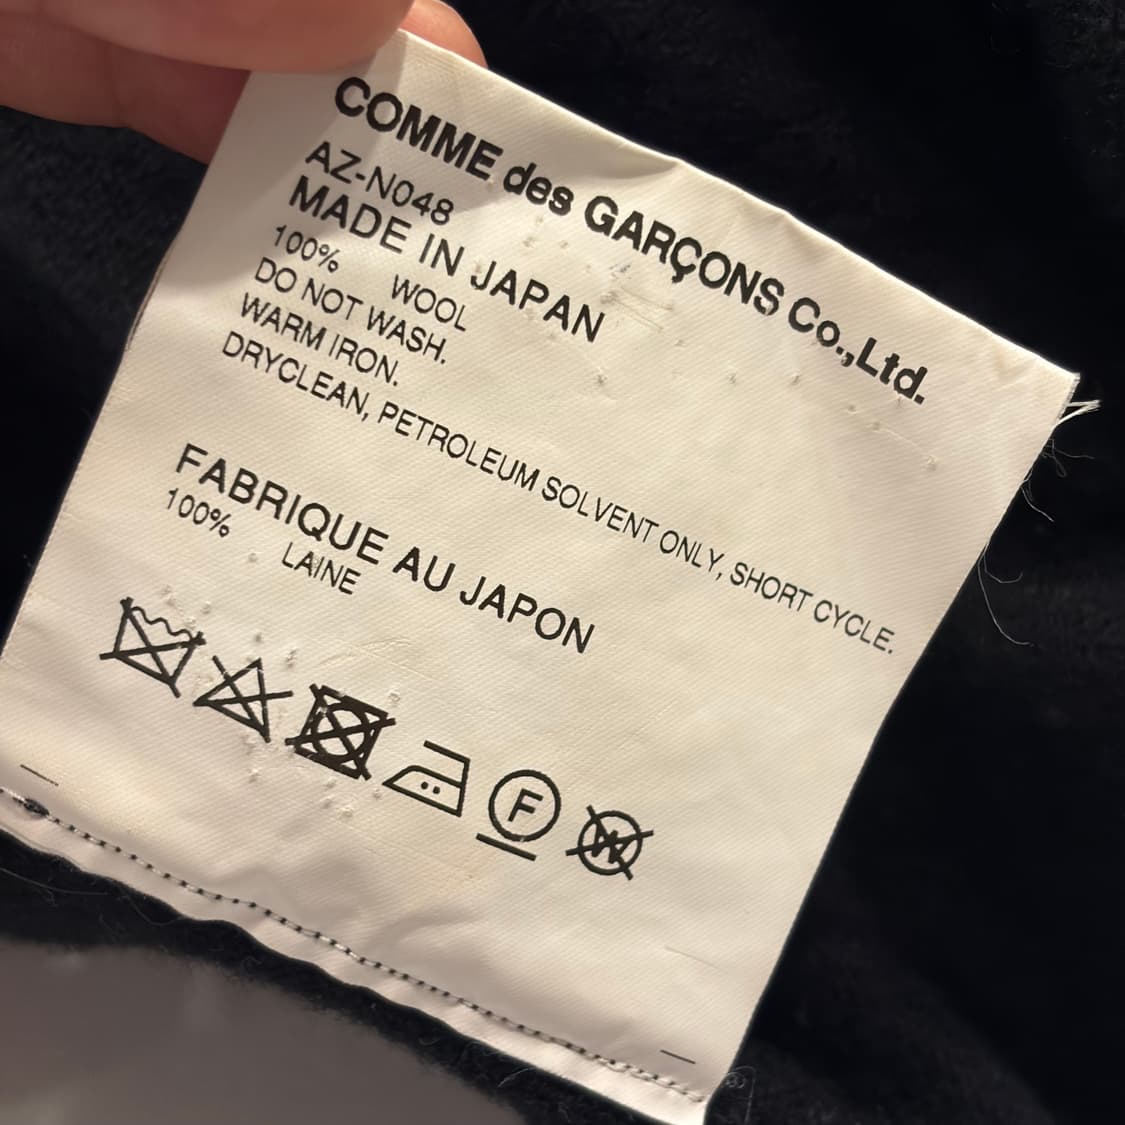 COMME des GARÇONS Co.,Ltd.
AZ-N048
MADE IN JAPAN
100% WOOL
DO NOT WASH.
WARM IRON.
DRYCLEAN, PETROLEUM SOLVENT ONLY, SHORT CYCLE.
FABRIQUE AU JAPON
100% LAINE
F
W